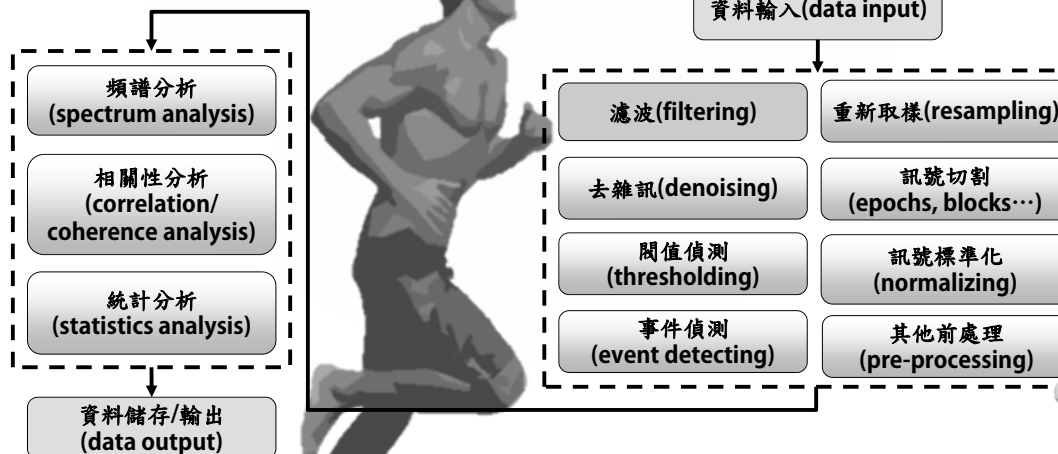 資料輸入(data input)
濾波(filtering)
重新取樣(resampling)
去雜訊(denoising)
訊號切割
(epochs, blocks…)
閥值偵測
(thresholding)
訊號標準化
(normalizing)
事件偵測
(event detecting)
其他前處理
(pre-processing)
頻譜分析
(spectrum analysis)
相關性分析
(correlation/
coherence analysis)
統計分析
(statistics analysis)
資料儲存/輸出
(data output)